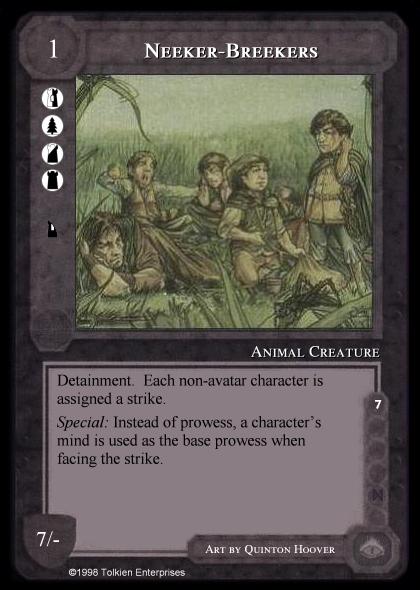 1
NEEKER-BREEKERS
ANIMAL CREATURE
Detainment. Each non-avatar character is
assigned a strike.
Special: Instead of prowess, a character's
mind is used as the base prowess when
facing the strike.
7
N
7/-
ART BY QUINTON HOOVER
©1998 Tolkien Enterprises